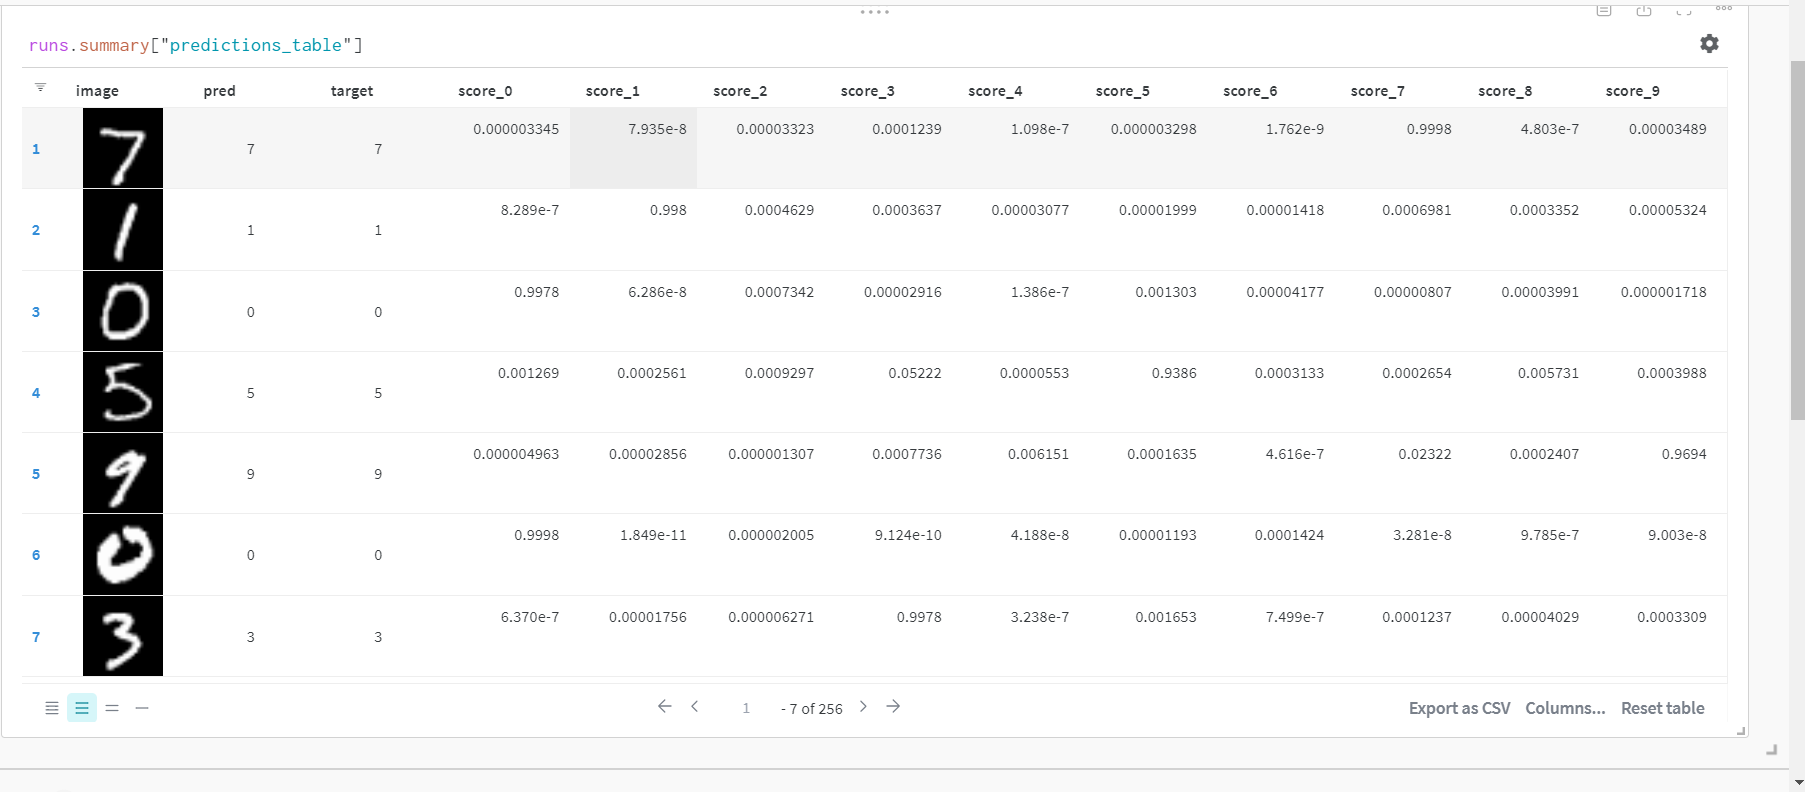 runs.summary["predictions_table"]
image pred target score_0 score_1 score_2 score_3 score_4 score_5 score_6 score_7 score_8 score_9
1 7 7 7 0.000003345 7.935e-8 0.00003323 0.0001239 1.098e-7 0.000003298 1.762e-9 0.9998 4.803e-7 0.00003489
2 1 1 1 8.289e-7 0.998 0.0004629 0.0003637 0.00003077 0.00001999 0.00001418 0.0006981 0.0003352 0.00005324
3 0 0 0 0.9978 6.286e-8 0.0007342 0.00002916 1.386e-7 0.001303 0.00004177 0.00000807 0.00003991 0.000001718
4 5 5 5 0.001269 0.0002561 0.0009297 0.05222 0.0000553 0.9386 0.0003133 0.0002654 0.005731 0.0003988
5 9 9 9 0.000004963 0.00002856 0.000001307 0.0007736 0.006151 0.0001635 4.616e-7 0.02322 0.0002407 0.9694
6 0 0 0 0.9998 1.849e-11 0.000002005 9.124e-10 4.188e-8 0.00001193 0.0001424 3.281e-8 9.785e-7 9.003e-8
7 3 3 3 6.370e-7 0.00001756 0.000006271 0.9978 3.238e-7 0.001653 7.499e-7 0.0001237 0.00004029 0.0003309
1 - 7 of 256 Export as CSV Columns... Reset table